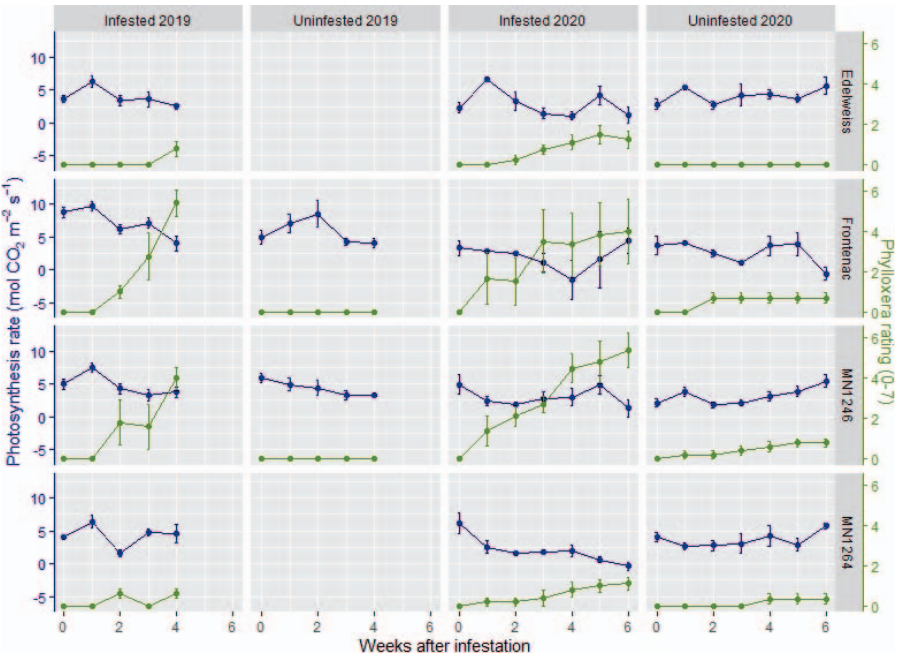 Infested 2019 Uninfested 2019 Infested 2020 Uninfested 2020
10 5 0 -5
6 4 2 0
Edelweiss
10 5 0 -5
6 4 2 0
Frontenac
10 5 0 -5
6 4 2 0
MN1246
10 5 0 -5
6 4 2 0
MN1264
Photosynthesis rate (mol CO₂ m⁻² s⁻¹)
Phylloxera rating (0-7)
0 2 4 6 0 2 4 6 0 2 4 6 0 2 4 6
Weeks after infestation